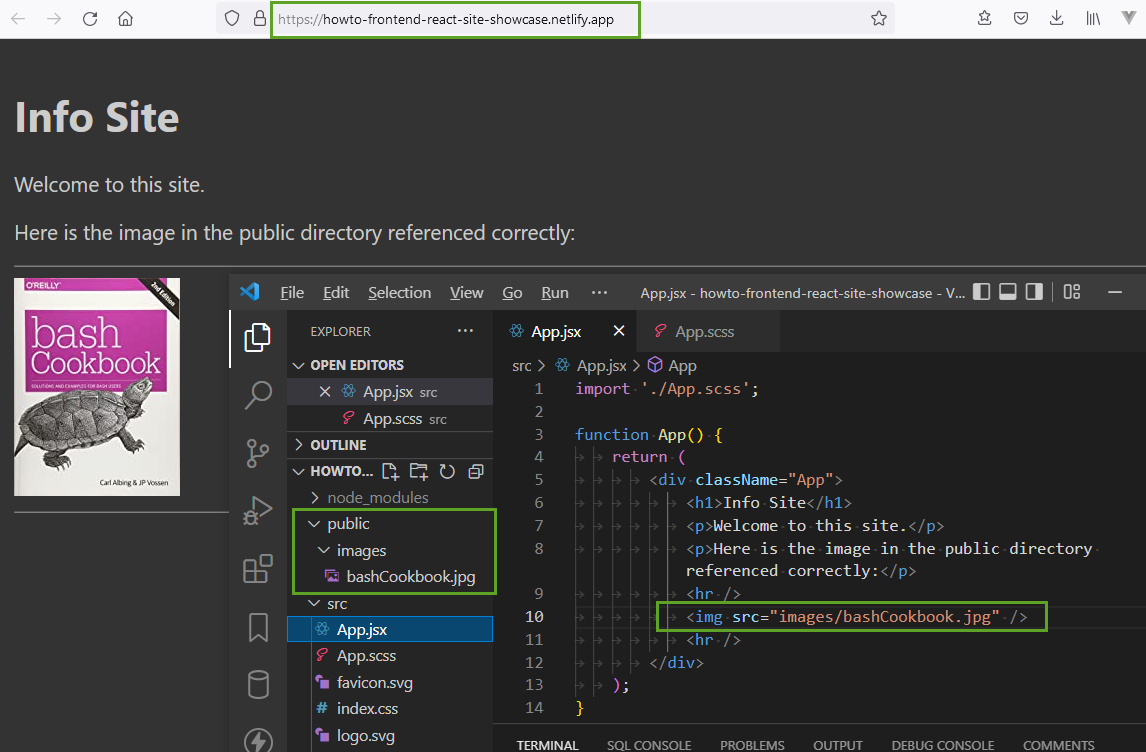 https://howto-frontend-react-site-showcase.netlify.app
Info Site
Welcome to this site.
Here is the image in the public directory referenced correctly:
O'REILLY
2nd Edition
bash
Cookbook
SOLUTIONS AND EXAMPLES FOR BASH USERS
Carl Albing & JP Vossen
File Edit Selection View Go Run ··· App.jsx - howto-frontend-react-site-showcase - V...
EXPLORER ···
OPEN EDITORS
App.jsx src
App.scss src
OUTLINE
HOWTO...
node_modules
public
images
bashCookbook.jpg
src
App.jsx
App.scss
favicon.svg
index.css
logo.svg
App.jsx App.scss
src > App.jsx > App
1 import './App.scss';
2
3 function App() {
4 return (
5 <div className="App">
6 <h1>Info Site</h1>
7 <p>Welcome to this site.</p>
8 <p>Here is the image in the public directory
referenced correctly:</p>
9 <hr />
10 <img src="images/bashCookbook.jpg" />
11 <hr />
12 </div>
13 );
14 }
TERMINAL SQL CONSOLE PROBLEMS OUTPUT DEBUG CONSOLE COMMENTS